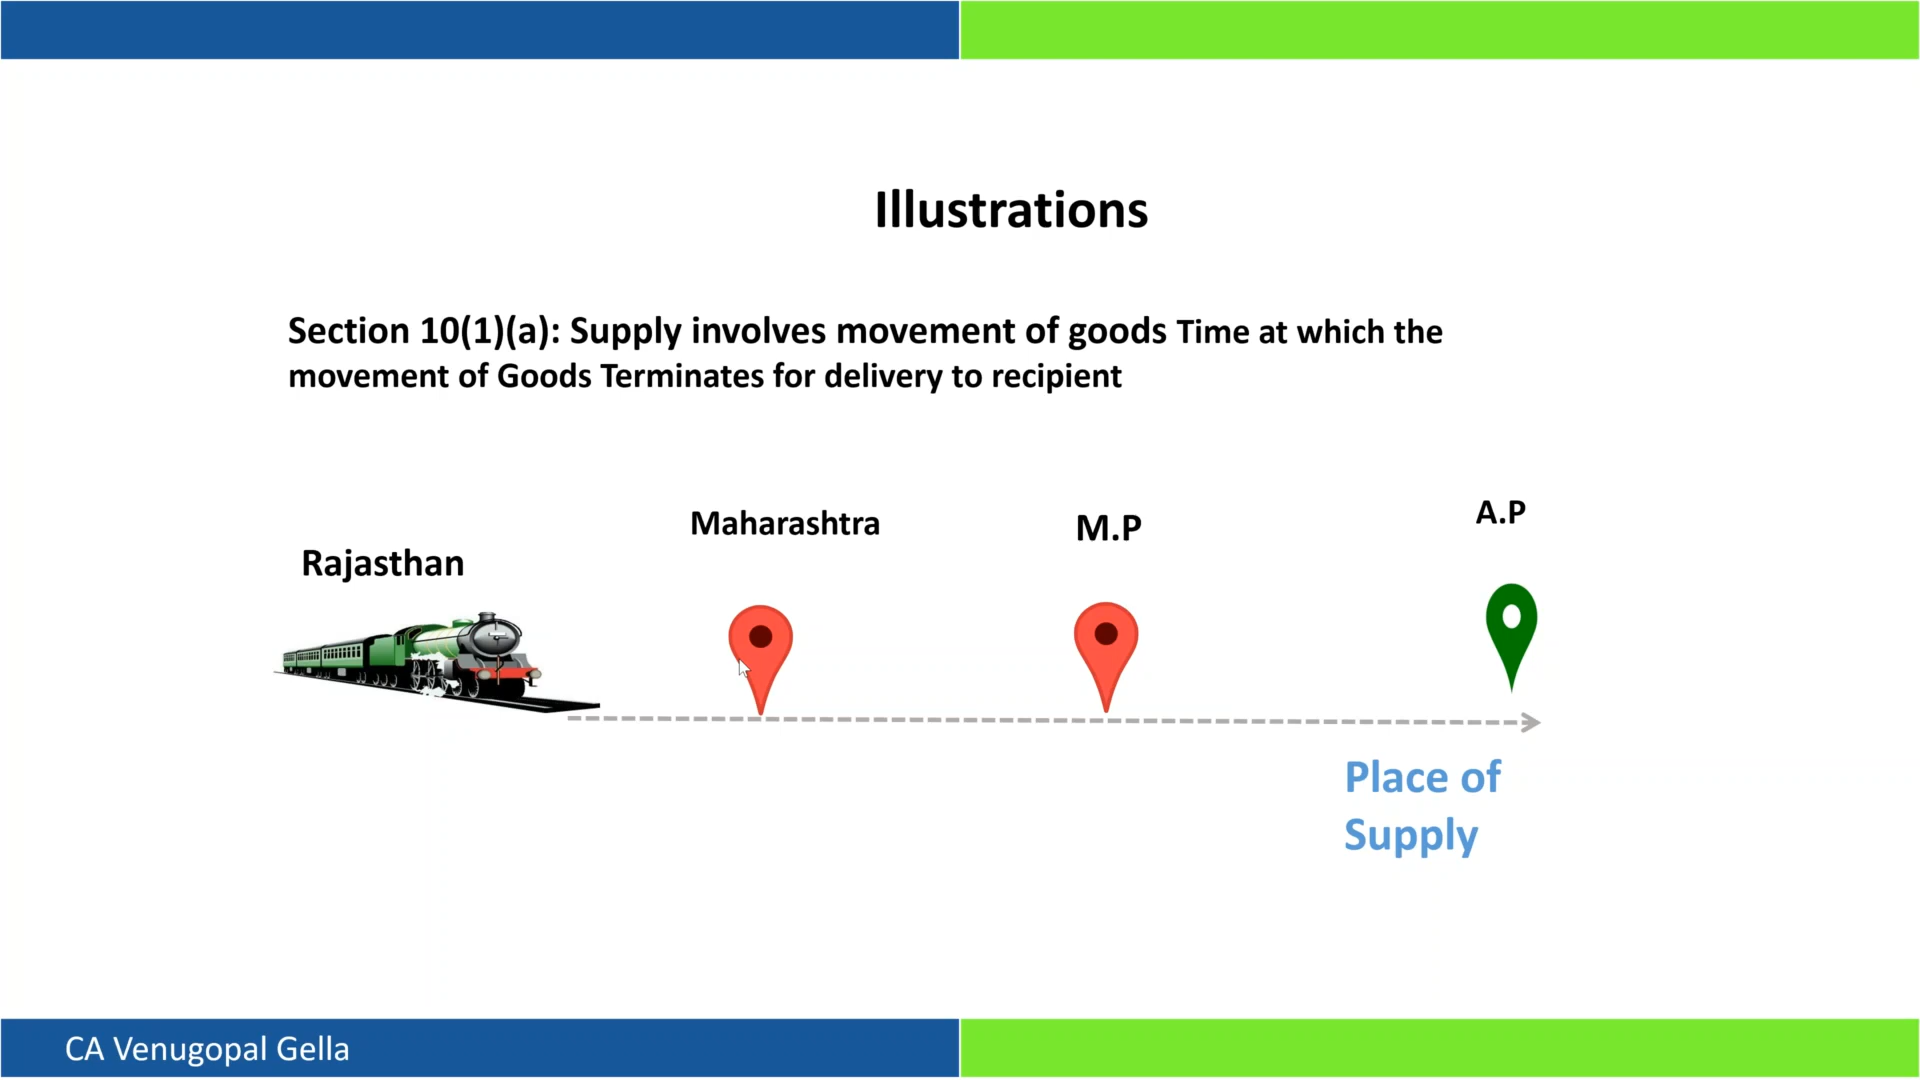 Illustrations
Section 10(1)(a): Supply involves movement of goods Time at which the
movement of Goods Terminates for delivery to recipient
Rajasthan
Maharashtra
M.P
A.P
Place of
Supply
CA Venugopal Gella